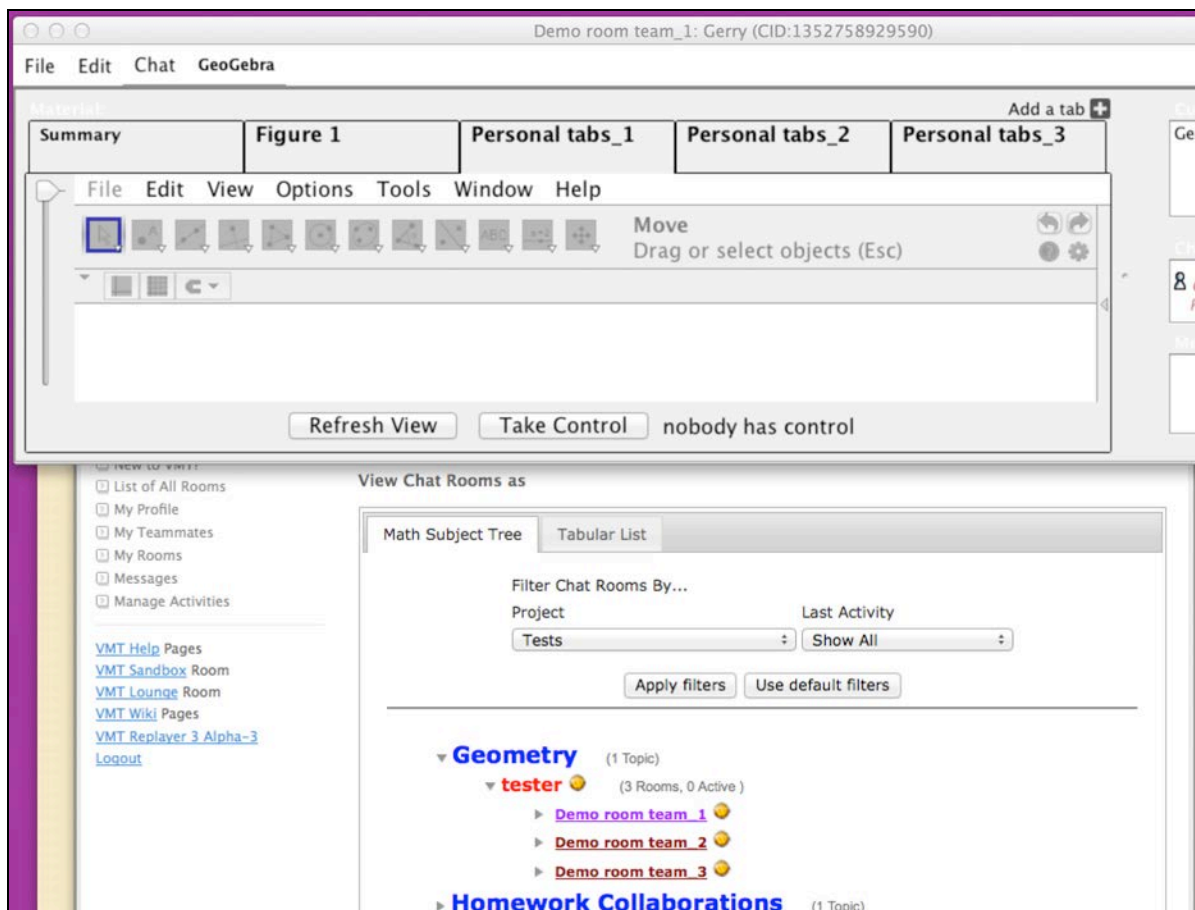 Demo room team_1: Gerry (CID:1352758929590)
File Edit Chat GeoGebra
Material:
Add a tab
Summary Figure 1 Personal tabs_1 Personal tabs_2 Personal tabs_3
Ge
File Edit View Options Tools Window Help
Move
Drag or select objects (Esc)
ABC
Refresh View Take Control nobody has control
New to VMT?
List of All Rooms
My Profile
My Teammates
My Rooms
Messages
Manage Activities
VMT Help Pages
VMT Sandbox Room
VMT Lounge Room
VMT Wiki Pages
VMT Replayer 3 Alpha-3
Logout
View Chat Rooms as
Math Subject Tree Tabular List
Filter Chat Rooms By...
Project Last Activity
Tests Show All
Apply filters Use default filters
Geometry (1 Topic)
tester (3 Rooms, 0 Active )
Demo room team_1
Demo room team_2
Demo room team_3
Homework Collaborations (1 Topic)